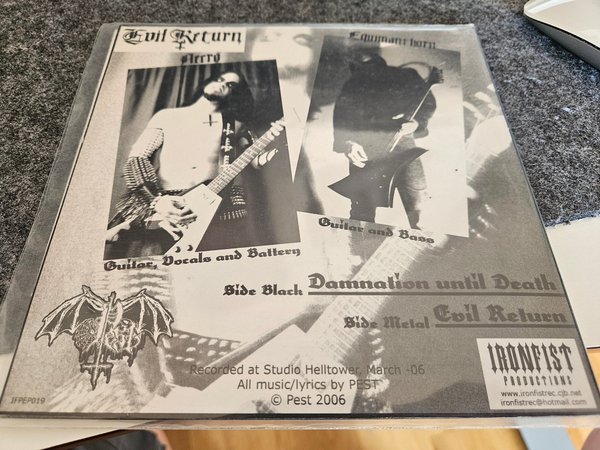 Evil Return
Necro
Equimanthorn
Guitar, Vocals and Battery
Guitar and Bass
Side Black Damnation until Death
Side Metal Evil Return
Recorded at Studio Helltower, March -06
All music/lyrics by PEST
© Pest 2006
IFPEP019
IRONFIST
PRODUCTIONS
www.ironfistrec.cjb.net
ironfistrec@hotmail.com